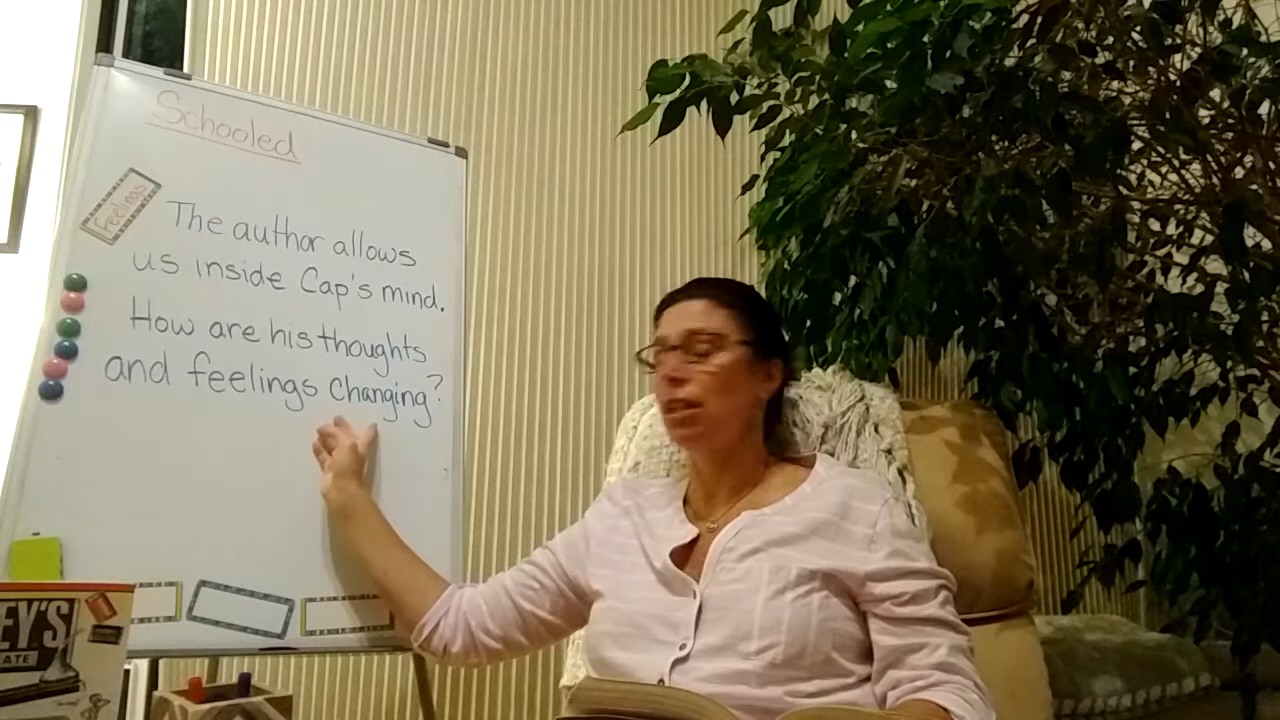 Schooled
Feelings
The author allows
us inside Cap's mind.
How are his thoughts
and feelings changing?
EY'S
ATE